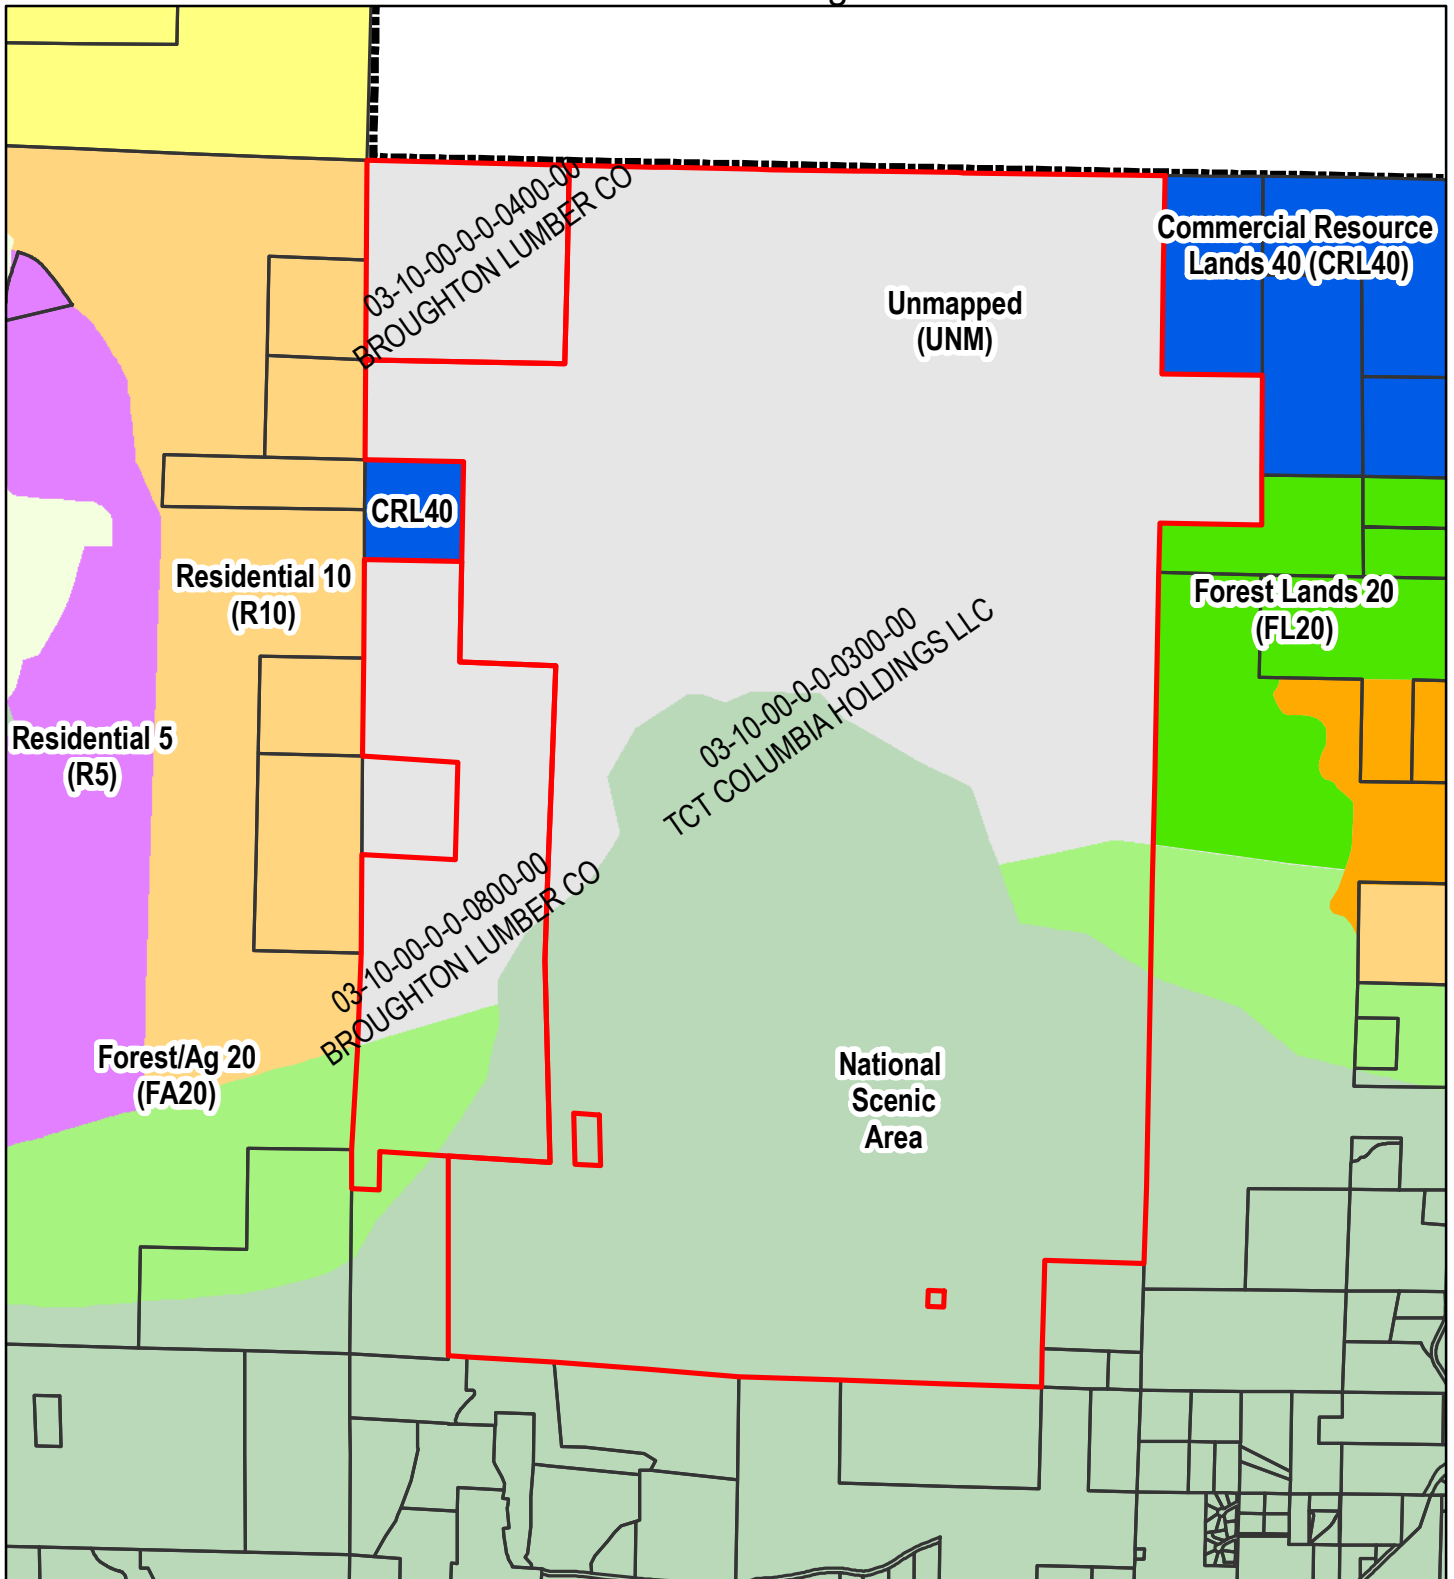 03-10-00-0-0-0400-00
BROUGHTON LUMBER CO
Commercial Resource
Lands 40 (CRL40)
Unmapped
(UNM)
CRL40
Residential 10
(R10)
Forest Lands 20
(FL20)
03-10-00-0-0-0300-00
TCT COLUMBIA HOLDINGS LLC
Residential 5
(R5)
03-10-00-0-0-0800-00
BROUGHTON LUMBER CO
Forest/Ag 20
(FA20)
National
Scenic
Area